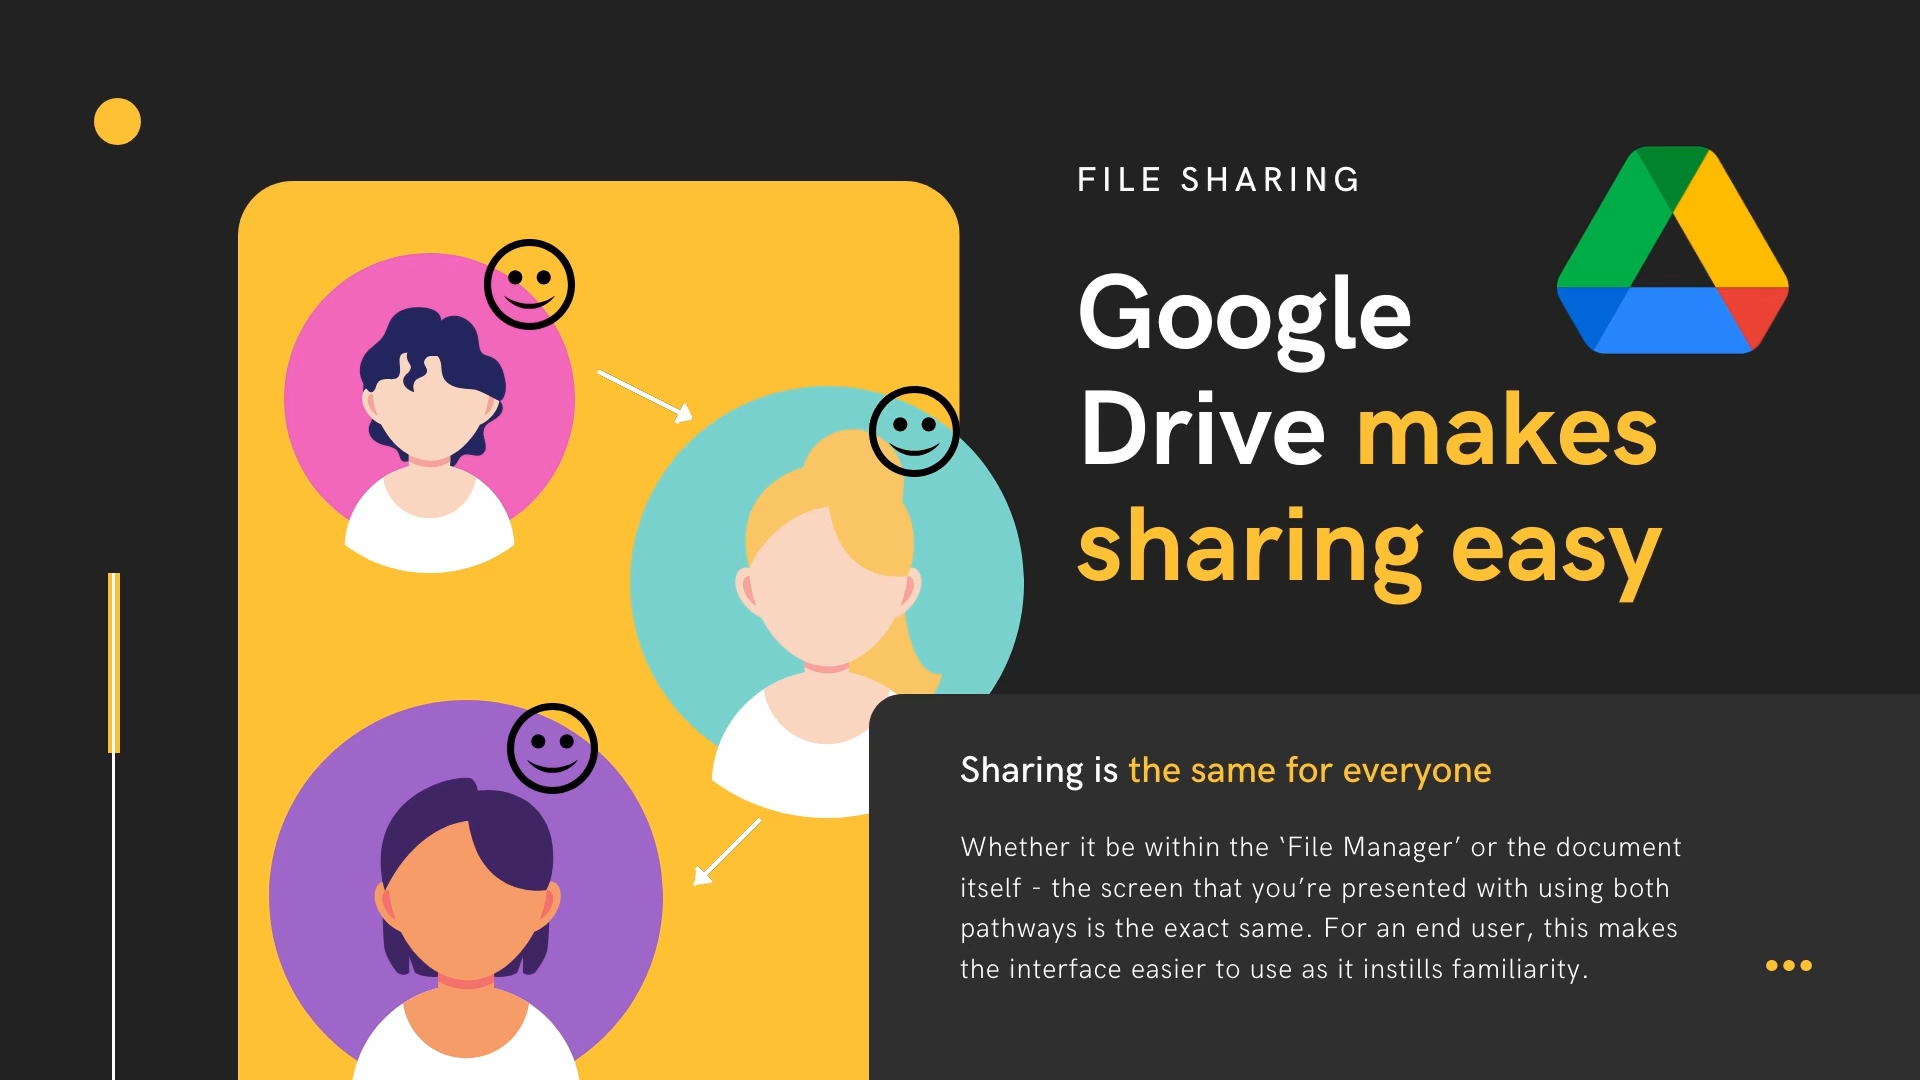 FILE SHARING
Google
Drive makes
sharing easy
Sharing is the same for everyone
Whether it be within the ‘File Manager’ or the document
itself - the screen that you’re presented with using both
pathways is the exact same. For an end user, this makes
the interface easier to use as it instills familiarity.